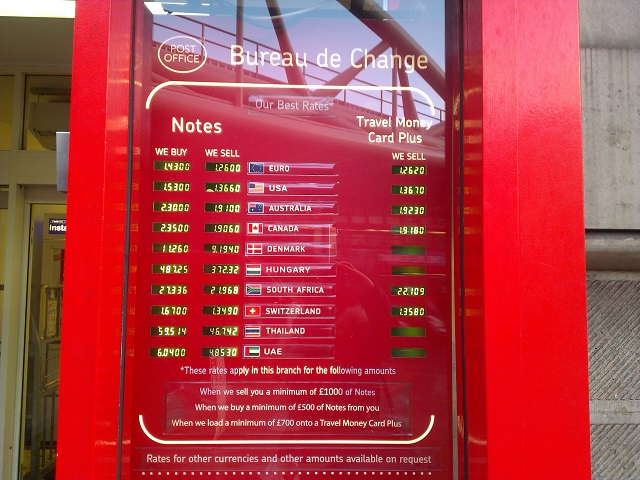 POST OFFICE
Bureau de Change
Our Best Rates*
Notes
Travel Money Card Plus
WE BUY WE SELL WE SELL
1.4300 1.2600 EURO 1.2620
1.5300 1.3660 USA 1.3670
2.3000 1.9100 AUSTRALIA 1.9230
2.3500 1.9060 CANADA 1.9180
11.260 9.1940 DENMARK
487.25 372.32 HUNGARY
27.336 21.968 SOUTH AFRICA 22.109
1.6700 1.3490 SWITZERLAND 1.3580
59.514 46.742 THAILAND
6.0400 4.8530 UAE
*These rates apply in this branch for the following amounts
When we sell you a minimum of £1000 of Notes
When we buy a minimum of £500 of Notes from you
When we load a minimum of £700 onto a Travel Money Card Plus
Rates for other currencies and other amounts available on request